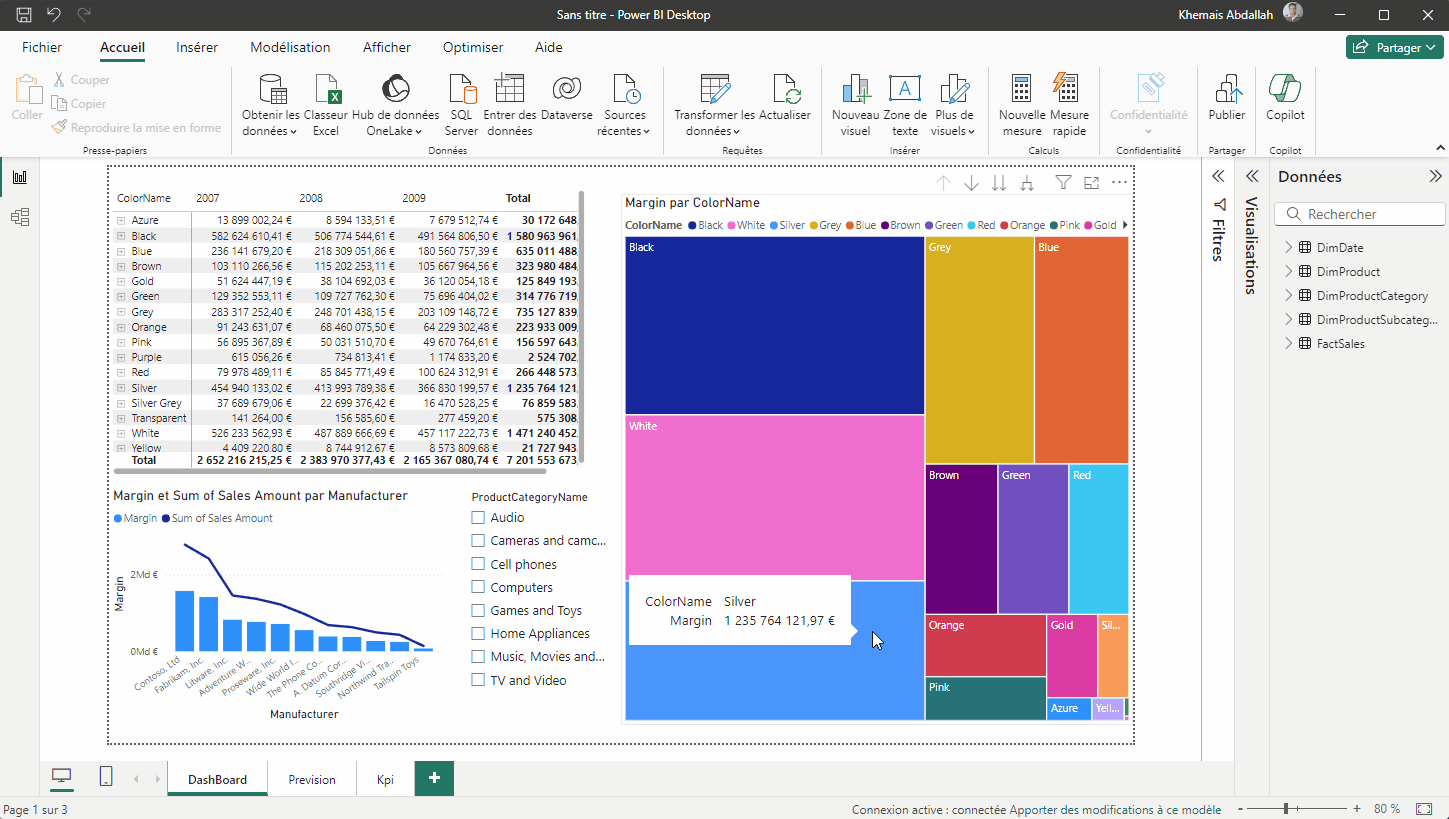 Sans titre - Power BI Desktop
Khemais Abdallah
Fichier Accueil Insérer Modélisation Afficher Optimiser Aide
Partager
Coller
Couper
Copier
Reproduire la mise en forme
Presse-papiers
Obtenir les données
Classeur Excel
Hub de données OneLake
SQL Server
Entrer des données
Dataverse
Sources récentes
Données
Transformer les données
Actualiser
Requêtes
Nouveau visuel
Zone de texte
Plus de visuels
Insérer
Nouvelle mesure
Mesure rapide
Calculs
Confidentialité
Confidentialité
Publier
Partager
Copilot
Copilot
ColorName 2007 2008 2009 Total
Azure 13 899 002,24 € 8 594 133,51 € 7 679 512,74 € 30 172 648,
Black 582 624 610,41 € 506 774 544,61 € 491 564 806,50 € 1 580 963 961,
Blue 236 141 679,20 € 218 309 051,86 € 180 560 757,39 € 635 011 488,
Brown 103 110 266,56 € 115 202 253,11 € 105 667 964,56 € 323 980 484,
Gold 51 624 447,19 € 38 104 692,03 € 36 120 054,18 € 125 849 193,
Green 129 352 553,11 € 109 727 762,30 € 75 696 404,02 € 314 776 719,
Grey 283 317 252,40 € 248 701 438,15 € 203 109 148,72 € 735 127 839,
Orange 91 243 631,07 € 68 460 075,50 € 64 229 302,48 € 223 933 009,
Pink 56 895 367,89 € 50 031 510,70 € 49 670 764,61 € 156 597 643,
Purple 615 056,26 € 734 813,41 € 1 174 833,20 € 2 524 702,
Red 79 978 489,11 € 85 845 771,49 € 100 624 312,91 € 266 448 573,
Silver 454 940 133,02 € 413 993 789,38 € 366 830 199,57 € 1 235 764 121,
Silver Grey 37 689 679,06 € 22 699 376,42 € 16 470 528,25 € 76 859 583,
Transparent 141 264,00 € 156 585,60 € 277 459,20 € 575 308,
White 526 233 562,93 € 487 889 666,69 € 457 117 222,73 € 1 471 240 452,
Yellow 4 409 220,80 € 8 744 912,67 € 8 573 809,68 € 21 727 943,
Total 2 652 216 215,25 € 2 383 970 377,43 € 2 165 367 080,74 € 7 201 553 673,
Margin et Sum of Sales Amount par Manufacturer
Margin Sum of Sales Amount
Margin
2Md €
0Md €
Contoso, Ltd
Fabrikam, Inc.
Litware, Inc.
Adventure W...
Proseware, Inc.
Wide World I...
The Phone Co...
A. Datum Cor...
Southridge Vi...
Northwind Tra...
Tailspin Toys
Manufacturer
ProductCategoryName
Audio
Cameras and camc...
Cell phones
Computers
Games and Toys
Home Appliances
Music, Movies and...
TV and Video
Margin par ColorName
ColorName Black White Silver Grey Blue Brown Green Red Orange Pink Gold
Black
Grey
Blue
White
Brown
Green
Red
ColorName Silver
Margin 1 235 764 121,97 €
Orange
Gold
Sil...
Pink
Azure
Yell...
Filtres
Visualisations
Données
Rechercher
DimDate
DimProduct
DimProductCategory
DimProductSubcateg...
FactSales
DashBoard Prevision Kpi
Page 1 sur 3
Connexion active : connectée Apporter des modifications à ce modèle
- + 80 %